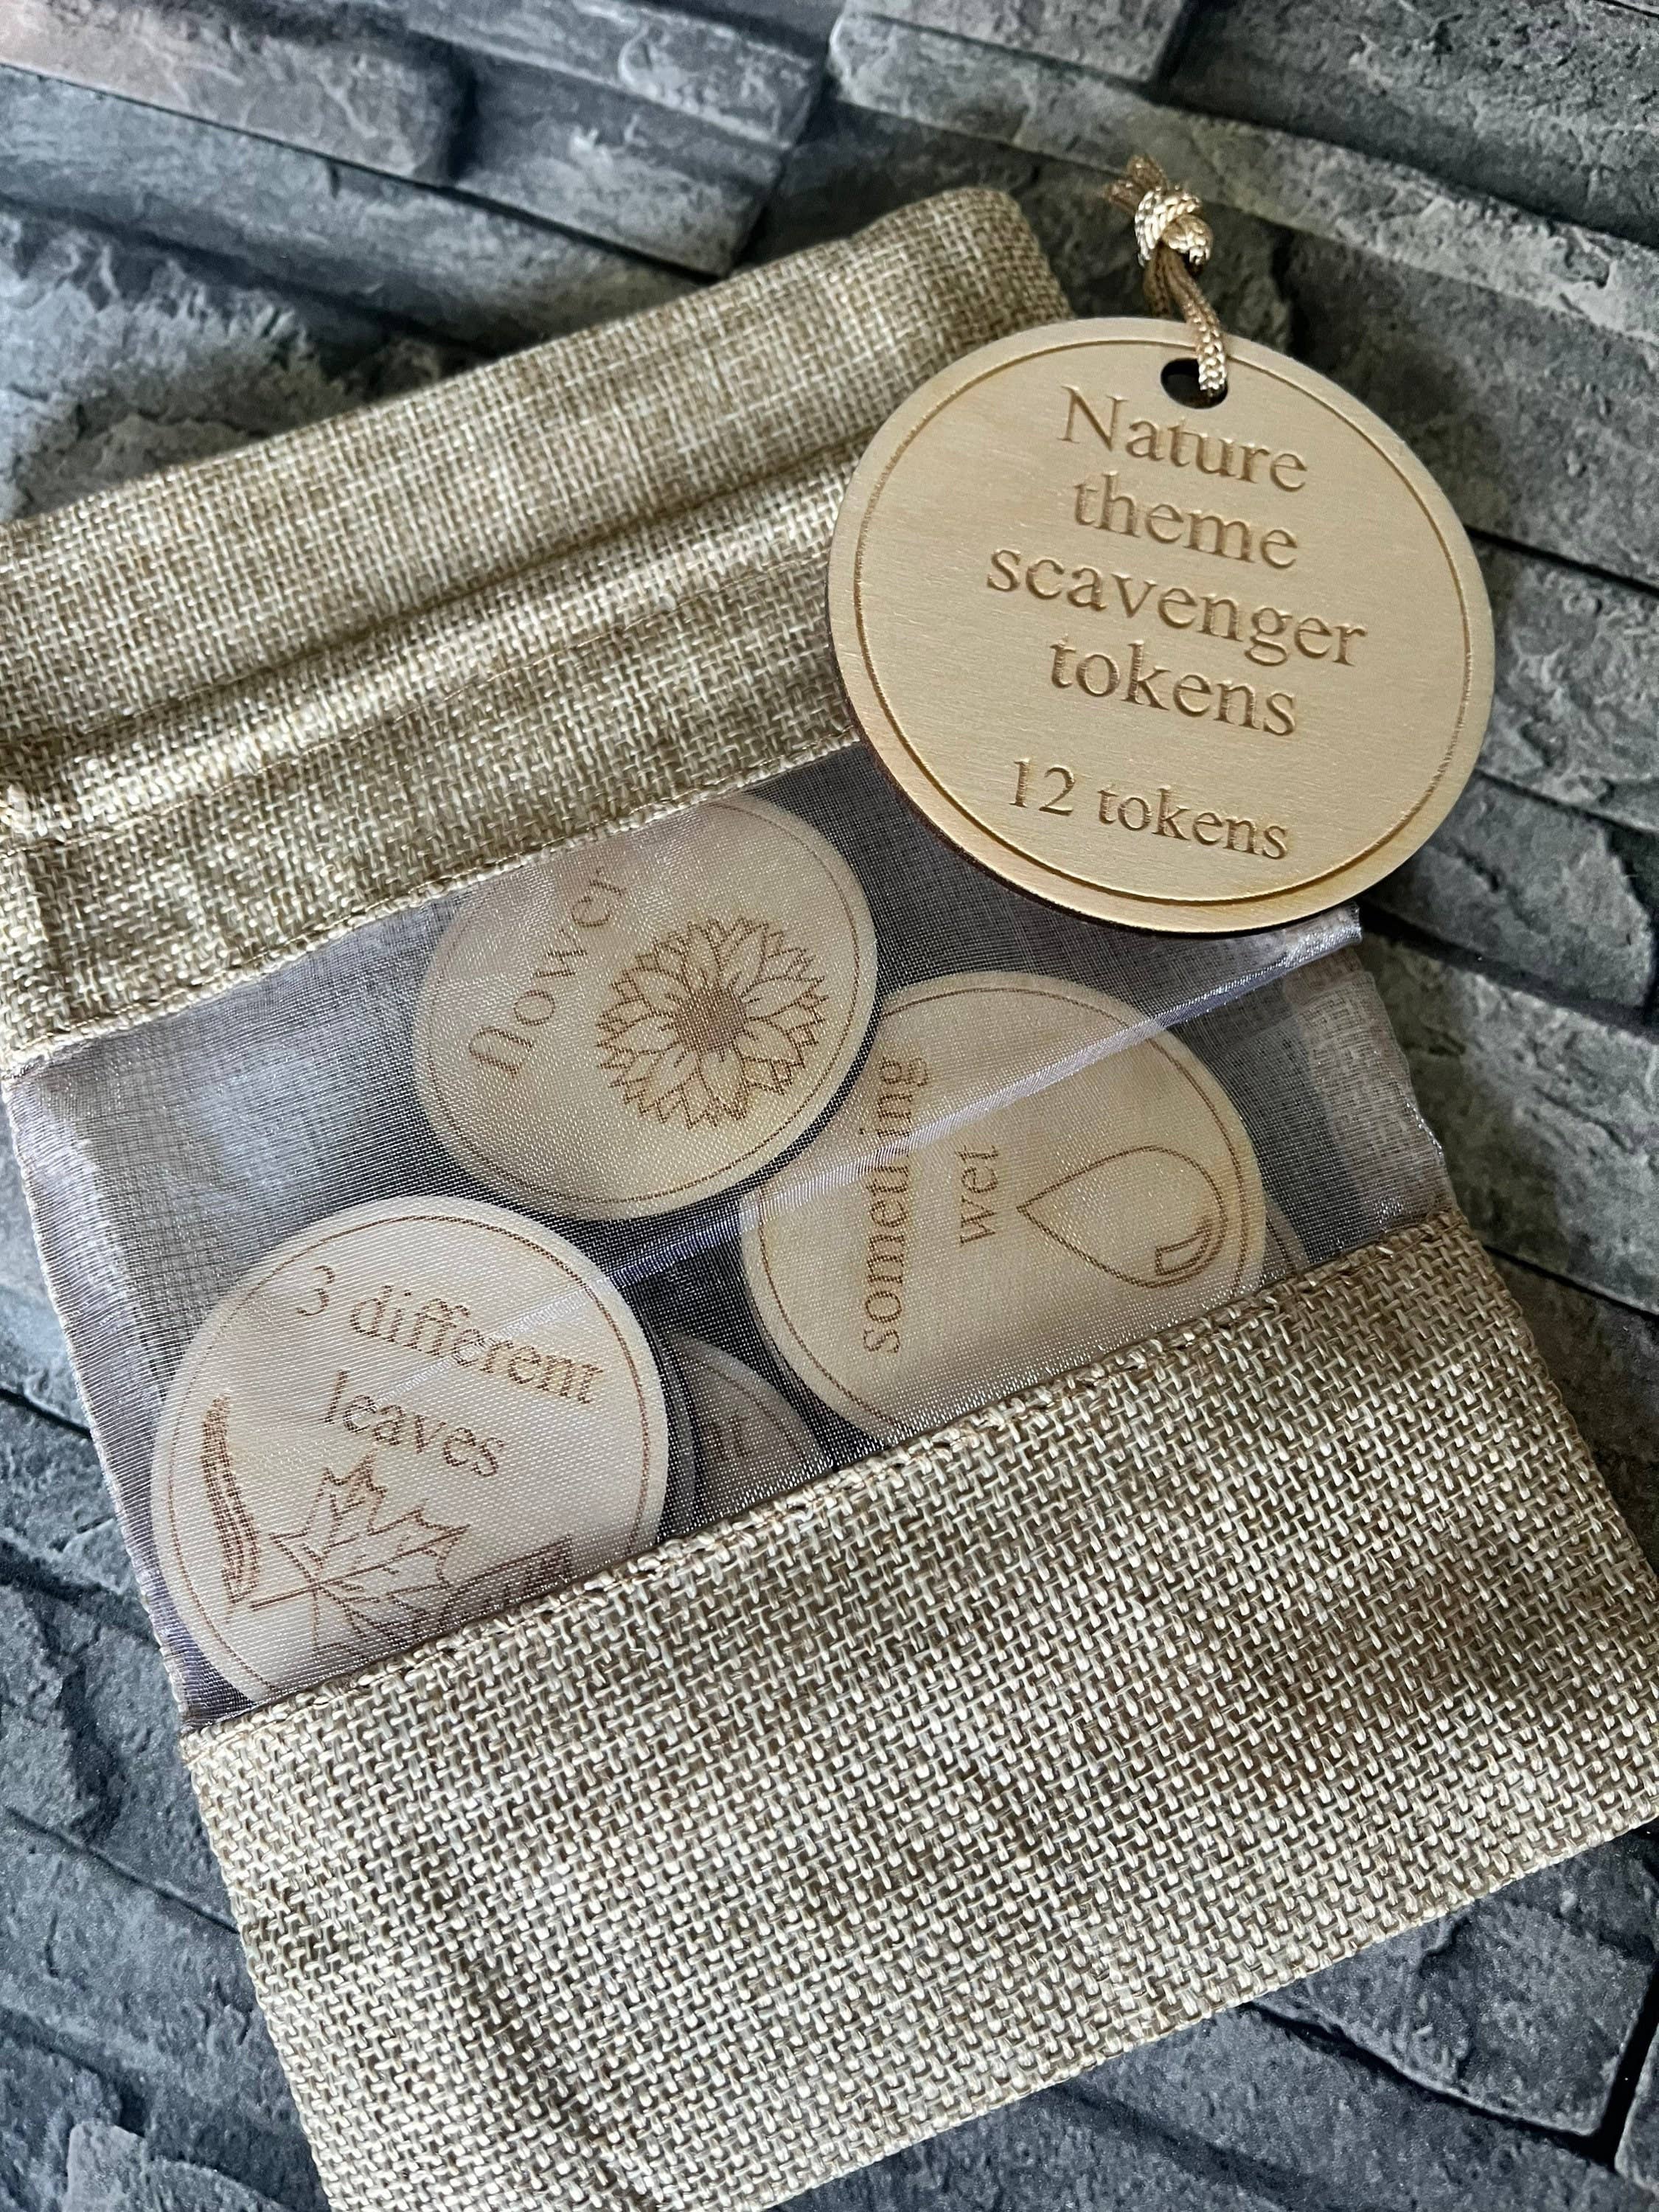 Nature
theme
scavenger
tokens
12 tokens
flower
something
wet
3 different
leaves